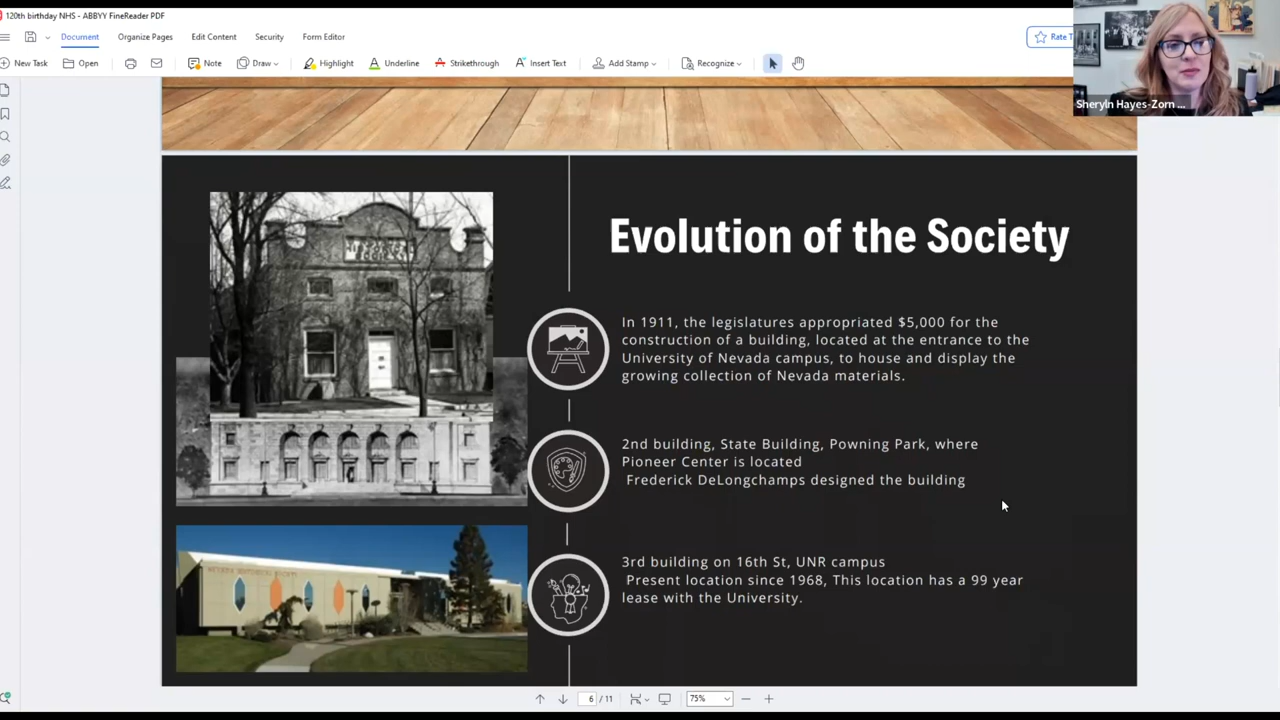 120th birthday NHS - ABBYY FineReader PDF
Document
Organize Pages
Edit Content
Security
Form Editor
Rate T
New Task
Open
Note
Draw
Highlight
Underline
Strikethrough
Insert Text
Add Stamp
Recognize
Sheryln Hayes-Zorn ...
Evolution of the Society
In 1911, the legislatures appropriated $5,000 for the
construction of a building, located at the entrance to the
University of Nevada campus, to house and display the
growing collection of Nevada materials.
2nd building, State Building, Powning Park, where
Pioneer Center is located
Frederick DeLongchamps designed the building
3rd building on 16th St, UNR campus
Present location since 1968, This location has a 99 year
lease with the University.
NEVADA HISTORICAL SOCIETY
6 / 11
75%